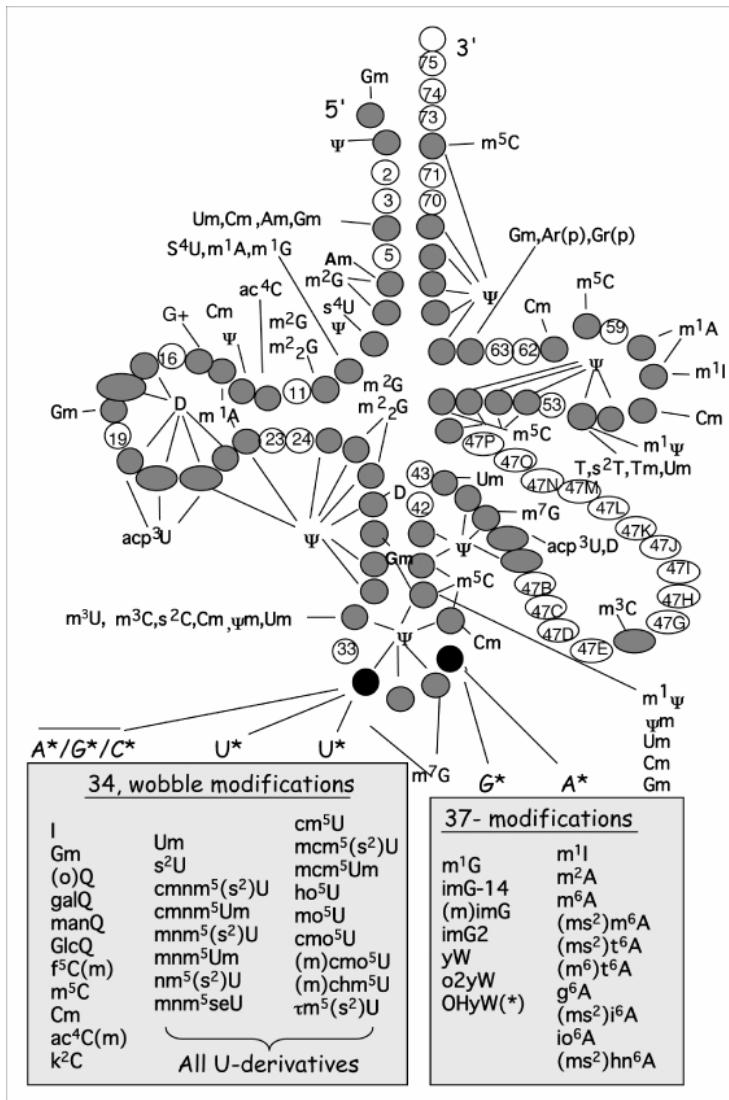 3'
75
Gm
74
5'
73
Ψ
m⁵C
2
71
3
70
Um,Cm,Am,Gm
Gm,Ar(p),Gr(p)
S⁴U,m¹A,m¹G
5
Am
m⁵C
m²G
Ψ
ac⁴C
s⁴U
Cm
59
G+
Cm
m²G
Ψ
m¹A
Ψ
m²₂G
63
62
16
Ψ
m¹I
11
m²G
D
m²₂G
53
Gm
m¹A
Cm
19
23
24
47P
m⁵C
m¹Ψ
47O
T,s²T,Tm,Um
43
Um
47N
47M
D
42
47L
m⁷G
acp³U
Ψ
47K
Ψ
acp³U,D
47J
Gm
47I
m⁵C
47B
47H
m³U, m³C,s²C,Cm,Ψm,Um
47C
m³C
47G
Ψ
Cm
47D
47E
33
m¹Ψ
Ψm
A*/G*/C*
U*
U*
Um
m⁷G
G*
A*
Cm
Gm
34, wobble modifications
I
Gm
(o)Q
galQ
manQ
GlcQ
f⁵C(m)
m⁵C
Cm
ac⁴C(m)
k²C
Um
s²U
cmnm⁵(s²)U
cmnm⁵Um
mnm⁵(s²)U
mnm⁵Um
nm⁵(s²)U
mnm⁵seU
cm⁵U
mcm⁵(s²)U
mcm⁵Um
ho⁵U
mo⁵U
cmo⁵U
(m)cmo⁵U
(m)chm⁵U
τm⁵(s²)U
All U-derivatives
37- modifications
m¹G
imG-14
(m)imG
imG2
yW
o2yW
OHyW(*)
m¹I
m²A
m⁶A
(ms²)m⁶A
(ms²)t⁶A
(m⁶)t⁶A
g⁶A
(ms²)i⁶A
io⁶A
(ms²)hn⁶A